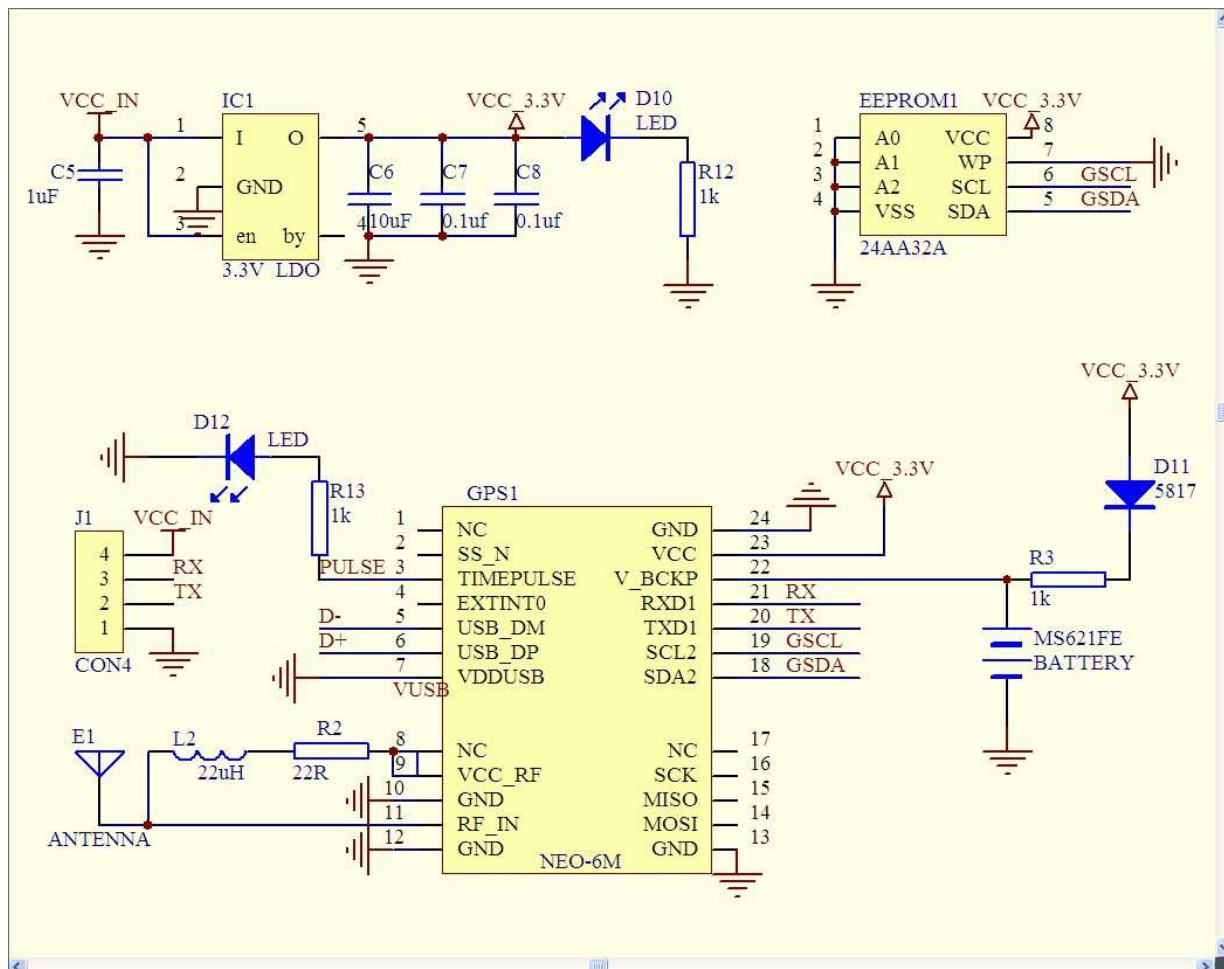 VCC_IN
C5
1uF
IC1
1
I
O
5
2
GND
3
en
by
4
3.3V LDO
C6
10uF
C7
0.1uf
C8
0.1uf
VCC_3.3V
D10
LED
R12
1k
EEPROM1
VCC_3.3V
1
A0
VCC
8
2
A1
WP
7
3
A2
SCL
6
GSCL
4
VSS
SDA
5
GSDA
24AA32A
D12
LED
R13
1k
J1
VCC_IN
4
3
RX
2
TX
1
CON4
GPS1
PULSE
D-
D+
VUSB
1
NC
2
SS_N
3
TIMEPULSE
4
EXTINT0
5
USB_DM
6
USB_DP
7
VDDUSB
8
NC
9
VCC_RF
10
GND
11
RF_IN
12
GND
GND
24
VCC
23
V_BCKP
22
RXD1
21
RX
TXD1
20
TX
SCL2
19
GSCL
SDA2
18
GSDA
NC
17
SCK
16
MISO
15
MOSI
14
GND
13
NEO-6M
VCC_3.3V
VCC_3.3V
D11
5817
R3
1k
MS621FE
BATTERY
E1
ANTENNA
L2
22uH
R2
22R